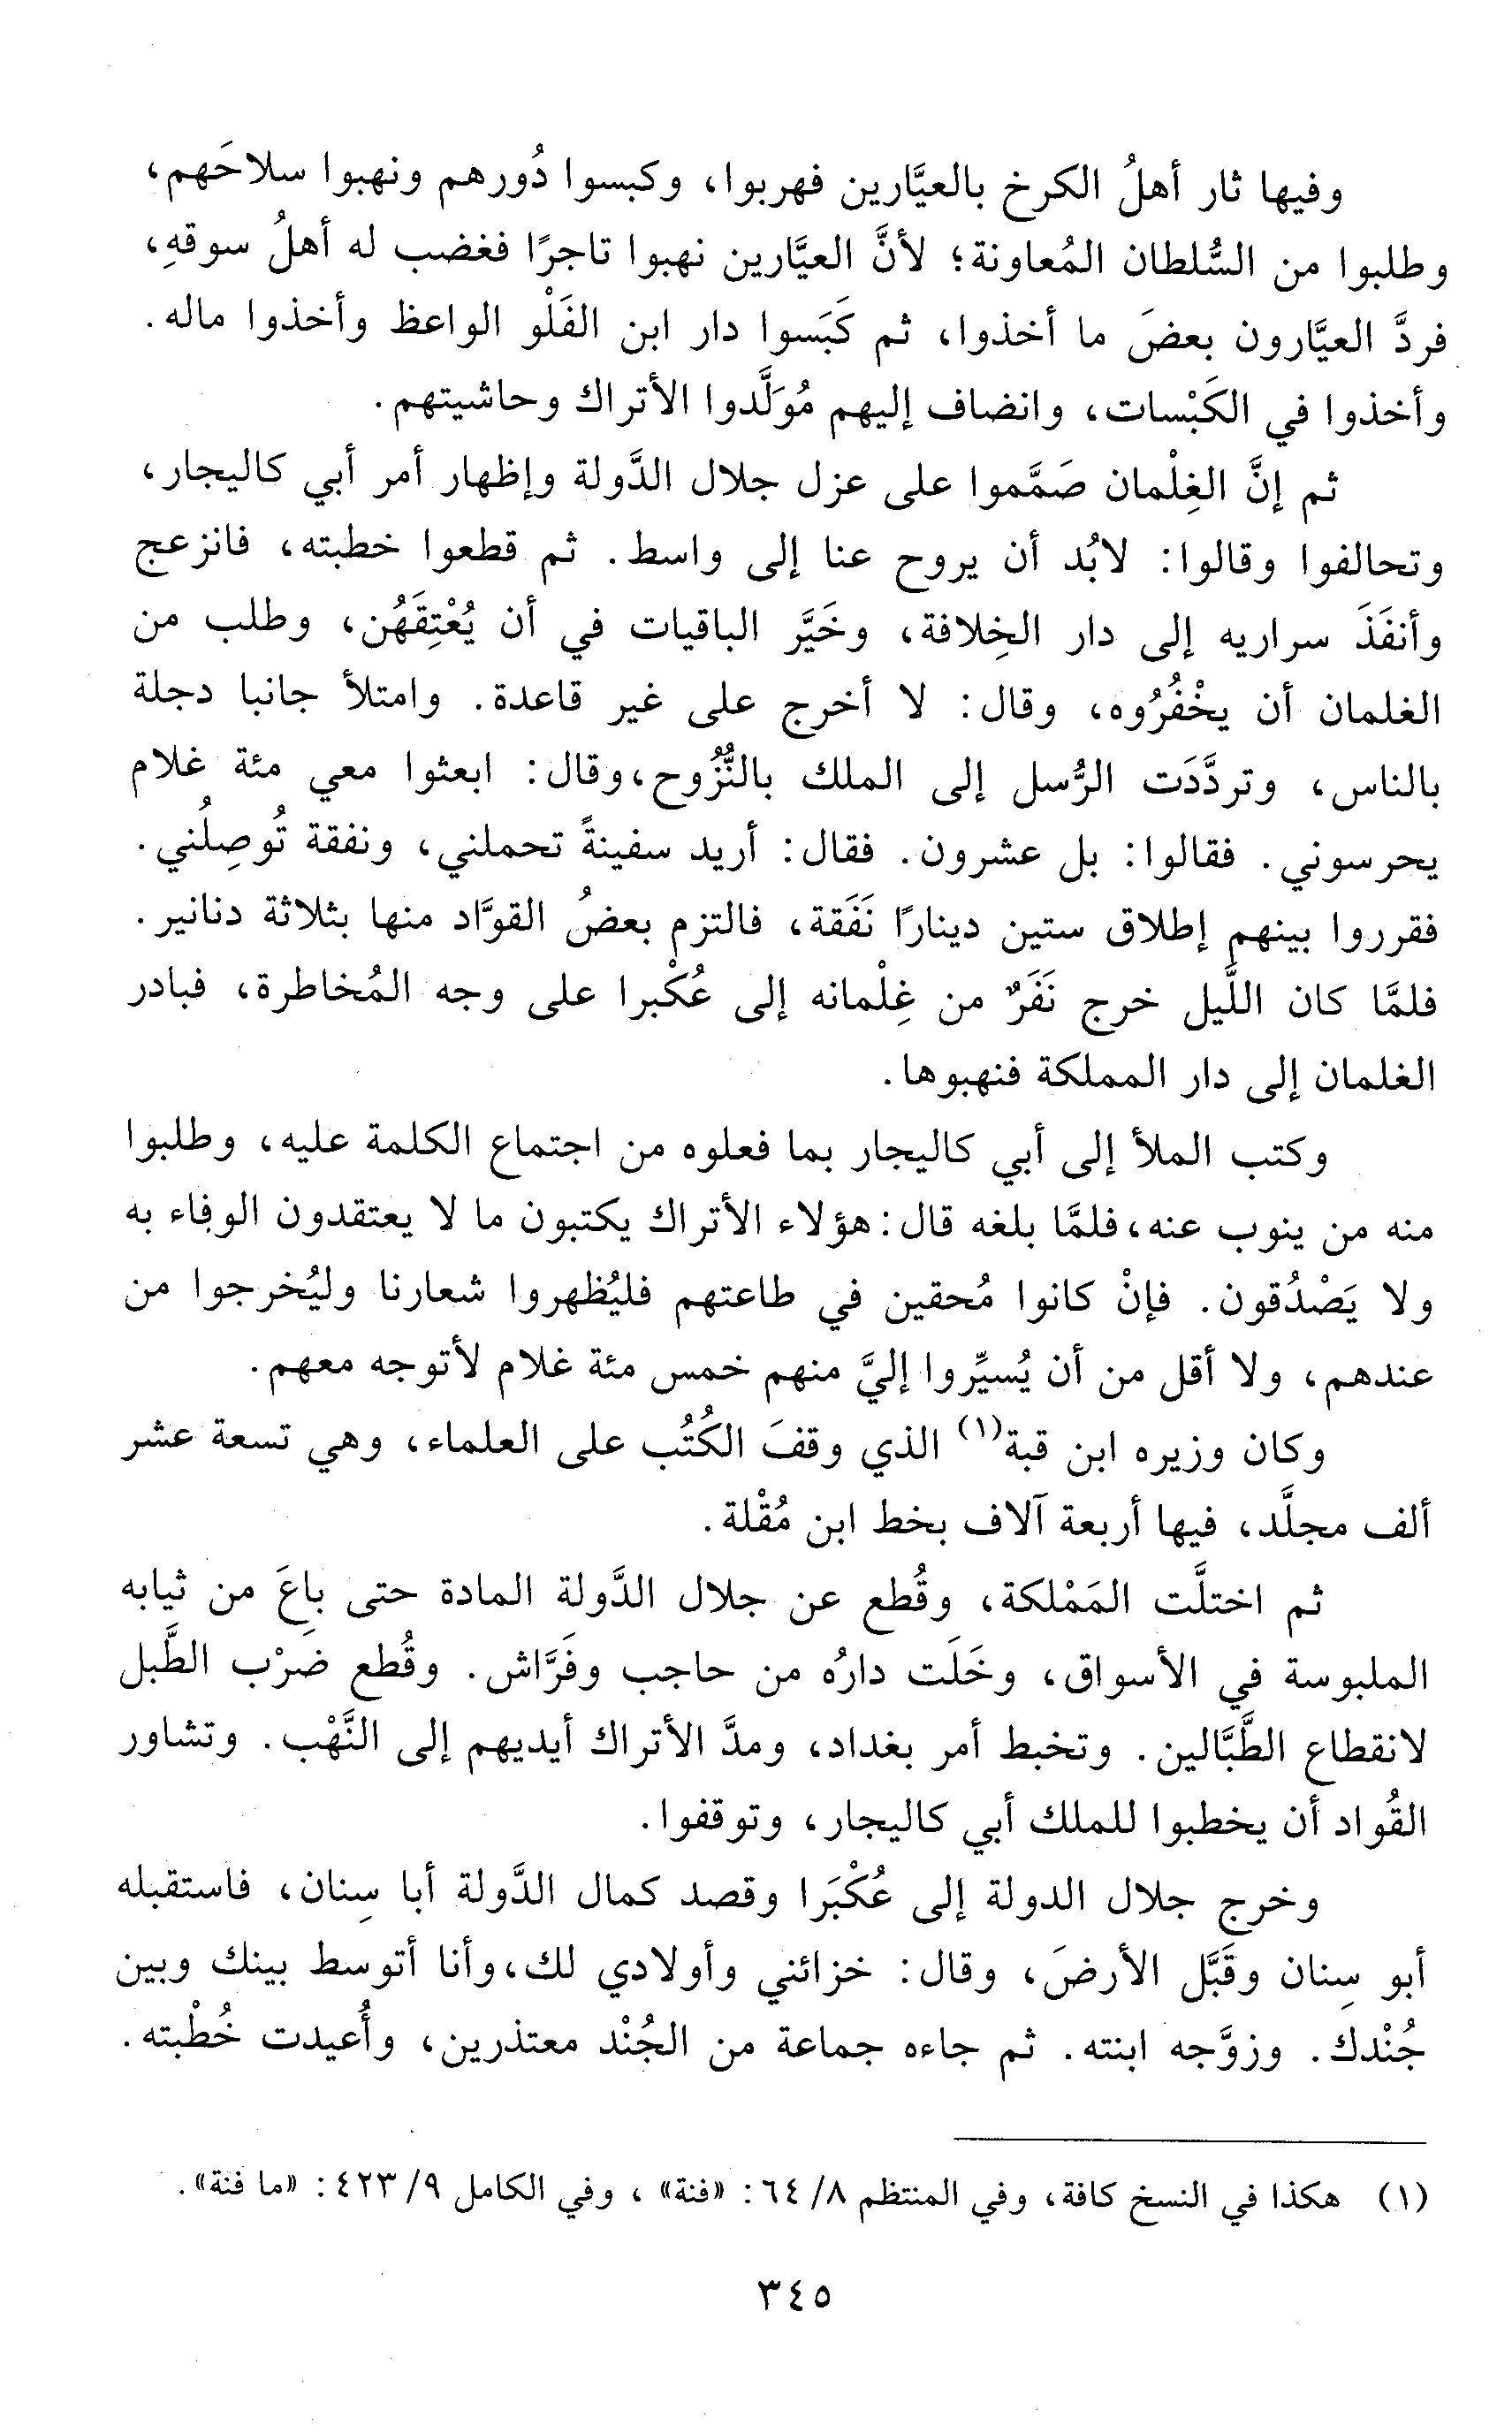 وفيها ثار أهلُ الكرخ بالعيَّارين فهربوا، وكبسوا دُورهم ونهبوا سلاحَهم،
وطلبوا من السُّلطان المُعاونة؛ لأنَّ العيَّارين نهبوا تاجرًا فغضب له أهلُ سوقهِ،
فردَّ العيَّارون بعضَ ما أخذوا، ثم كَبَسوا دار ابن الفَلْو الواعظ وأخذوا ماله.
وأخذوا في الكَبْسات، وانضاف إليهم مُوَلَّدوا الأتراك وحاشيتهم.
ثم إنَّ الغِلْمان صَمَّموا على عزل جلال الدَّولة وإظهار أمر أبي كاليجار،
وتحالفوا وقالوا: لابُد أن يروح عنا إلى واسط. ثم قطعوا خطبته، فانزعج
وأنفَذَ سراريه إلى دار الخِلافة، وخَيَّر الباقيات في أن يُعْتِقَهُن، وطلب من
الغلمان أن يخْفُرُوه، وقال: لا أخرج على غير قاعدة. وامتلأ جانبا دجلة
بالناس، وتردَّدَت الرُّسل إلى الملك بالنُّزُوح،وقال: ابعثوا معي مئة غلام
يحرسوني. فقالوا: بل عشرون. فقال: أريد سفينةً تحملني، ونفقة تُوصِلُني.
فقرروا بينهم إطلاق ستين دينارًا نَفَقة، فالتزم بعضُ القوَّاد منها بثلاثة دنانير.
فلمَّا كان اللَّيل خرج نَفَرٌ من غِلْمانه إلى عُكْبرا على وجه المُخاطرة، فبادر
الغلمان إلى دار المملكة فنهبوها.
وكتب الملأ إلى أبي كاليجار بما فعلوه من اجتماع الكلمة عليه، وطلبوا
منه من ينوب عنه،فلمَّا بلغه قال:هؤلاء الأتراك يكتبون ما لا يعتقدون الوفاء به
ولا يَصْدُقون. فإنْ كانوا مُحقين في طاعتهم فليُظهروا شعارنا وليُخرجوا من
عندهم، ولا أقل من أن يُسيِّروا إليَّ منهم خمس مئة غلام لأتوجه معهم.
وكان وزيره ابن قبة(١) الذي وقفَ الكُتُب على العلماء، وهي تسعة عشر
ألف مجلَّد، فيها أربعة آلاف بخط ابن مُقْلة.
ثم اختلَّت المَمْلكة، وقُطع عن جلال الدَّولة المادة حتى باعَ من ثيابه
الملبوسة في الأسواق، وخَلَت دارُه من حاجب وفَرَّاش. وقُطع ضَرْب الطَّبل
لانقطاع الطَّبَّالين. وتخبط أمر بغداد، ومدَّ الأتراك أيديهم إلى النَّهْب. وتشاور
القُواد أن يخطبوا للملك أبي كاليجار، وتوقفوا.
وخرج جلال الدولة إلى عُكْبَرا وقصد كمال الدَّولة أبا سِنان، فاستقبله
أبو سِنان وقَبَّل الأرضَ، وقال: خزائني وأولادي لك،وأنا أتوسط بينك وبين
جُنْدك. وزوَّجه ابنته. ثم جاءه جماعة من الجُنْد معتذرين، وأُعيدت خُطْبته.
(١) هكذا في النسخ كافة، وفي المنتظم ٨/ ٦٤: «فنة» ، وفي الكامل ٩/ ٤٢٣: «ما فنة».
٣٤٥